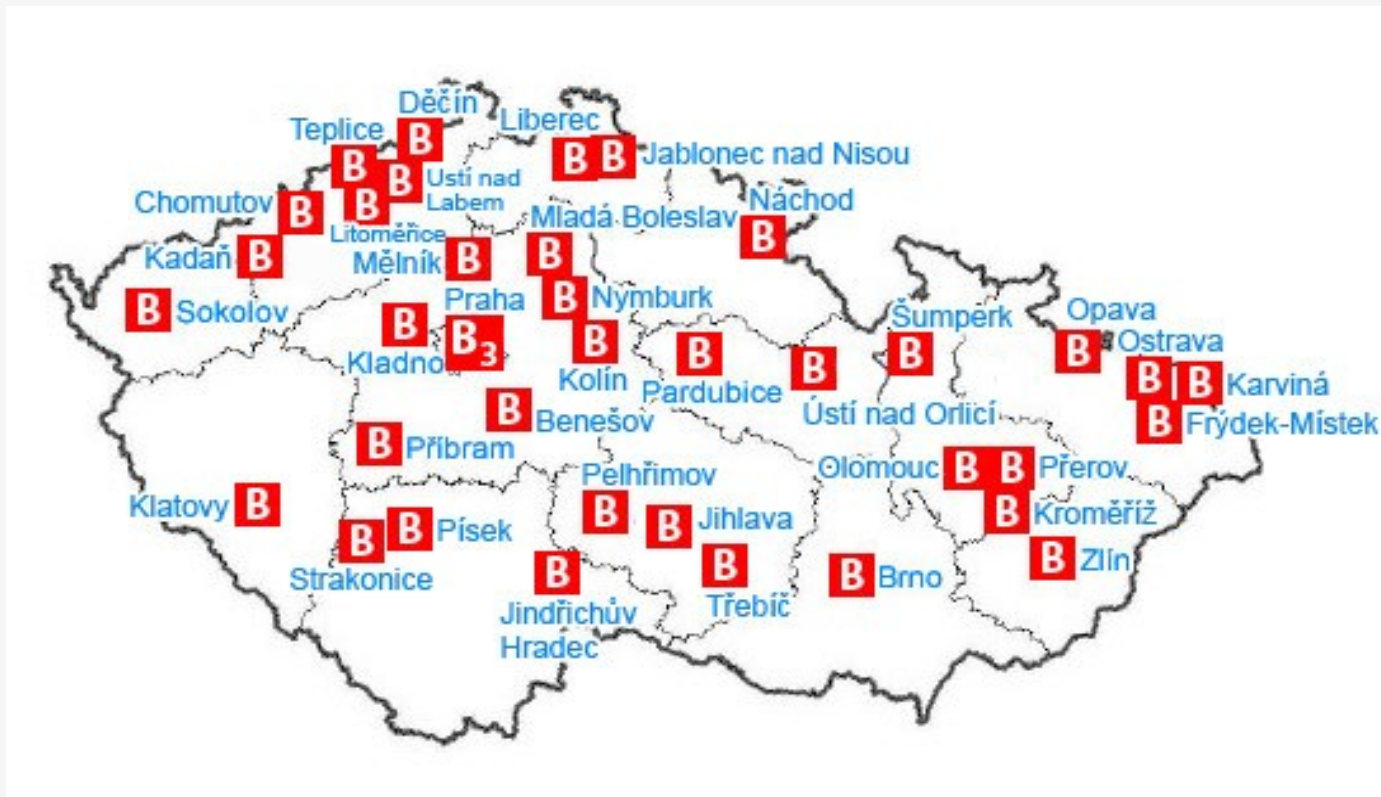 Děčín
B
Teplice
B
Liberec
B
B
Jablonec nad Nisou
B
Ustí nad
Labem
Chomutov
B
B
Litoměřice
Náchod
B
Mladá Boleslav
B
Kadaň
B
Mělník
B
Sokolov
B
Praha
B3
Nymburk
B
Kladno
B
Kolín
B
Pardubice
B
Ústí nad Orlicí
B
Šumperk
B
Opava
B
Ostrava
B
B
Karviná
B
Frýdek-Místek
B
Benešov
B
Příbram
Olomouc
B
B
Přerov
B
Kroměříž
B
Zlín
Klatovy
B
B
Písek
B
Strakonice
Pelhřimov
B
B
Jihlava
B
Třebíč
B
Brno
B
Jindřichův
Hradec